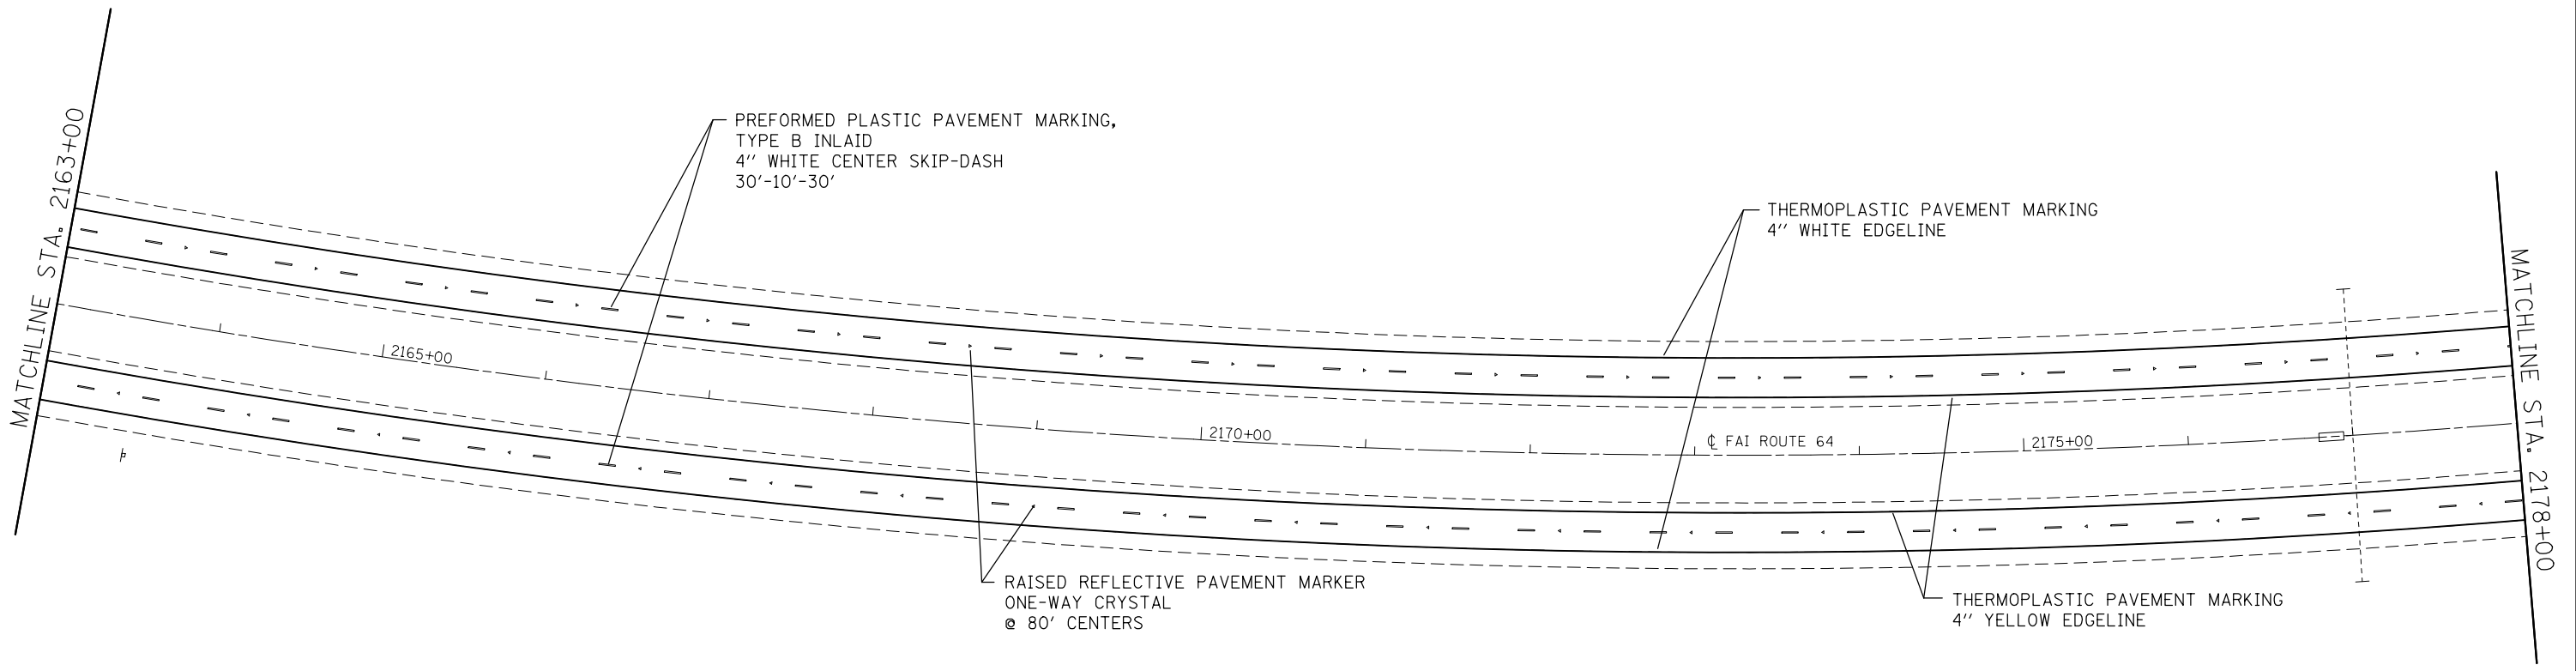 MATCHLINE STA. 2163+00
PREFORMED PLASTIC PAVEMENT MARKING,
TYPE B INLAID
4" WHITE CENTER SKIP-DASH
30'-10'-30'
THERMOPLASTIC PAVEMENT MARKING
4" WHITE EDGELINE
2165+00
2170+00
℄ FAI ROUTE 64
2175+00
MATCHLINE STA. 2178+00
RAISED REFLECTIVE PAVEMENT MARKER
ONE-WAY CRYSTAL
@ 80' CENTERS
THERMOPLASTIC PAVEMENT MARKING
4" YELLOW EDGELINE